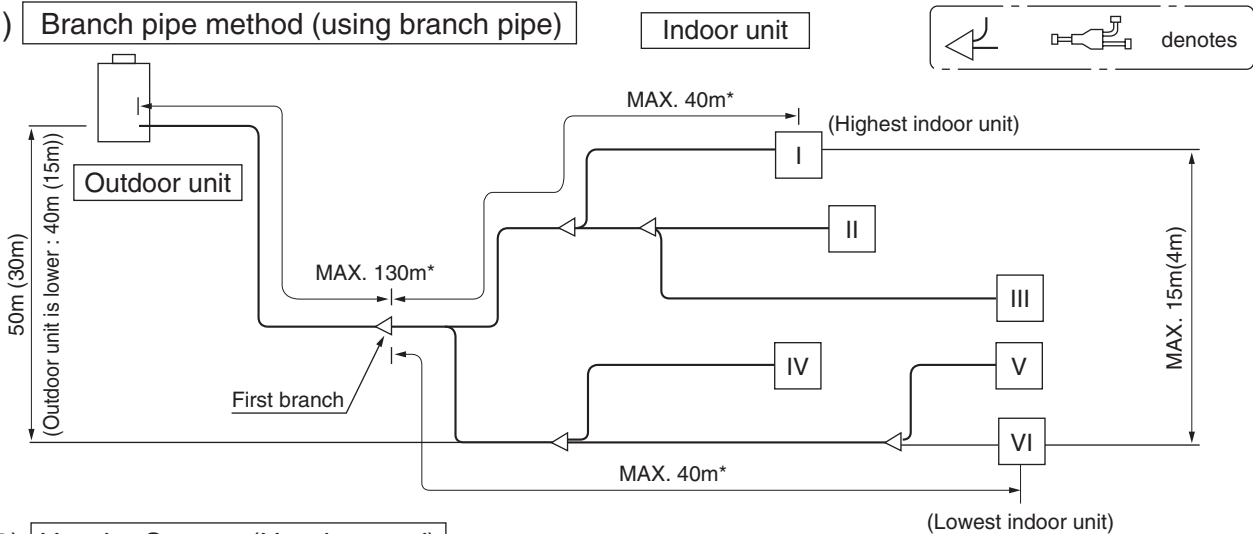 ) Branch pipe method (using branch pipe)
Indoor unit
denotes
MAX. 40m*
(Highest indoor unit)
I
Outdoor unit
50m (30m)
(Outdoor unit is lower : 40m (15m))
II
MAX. 130m*
III
MAX. 15m(4m)
IV
V
First branch
VI
MAX. 40m*
(Lowest indoor unit)